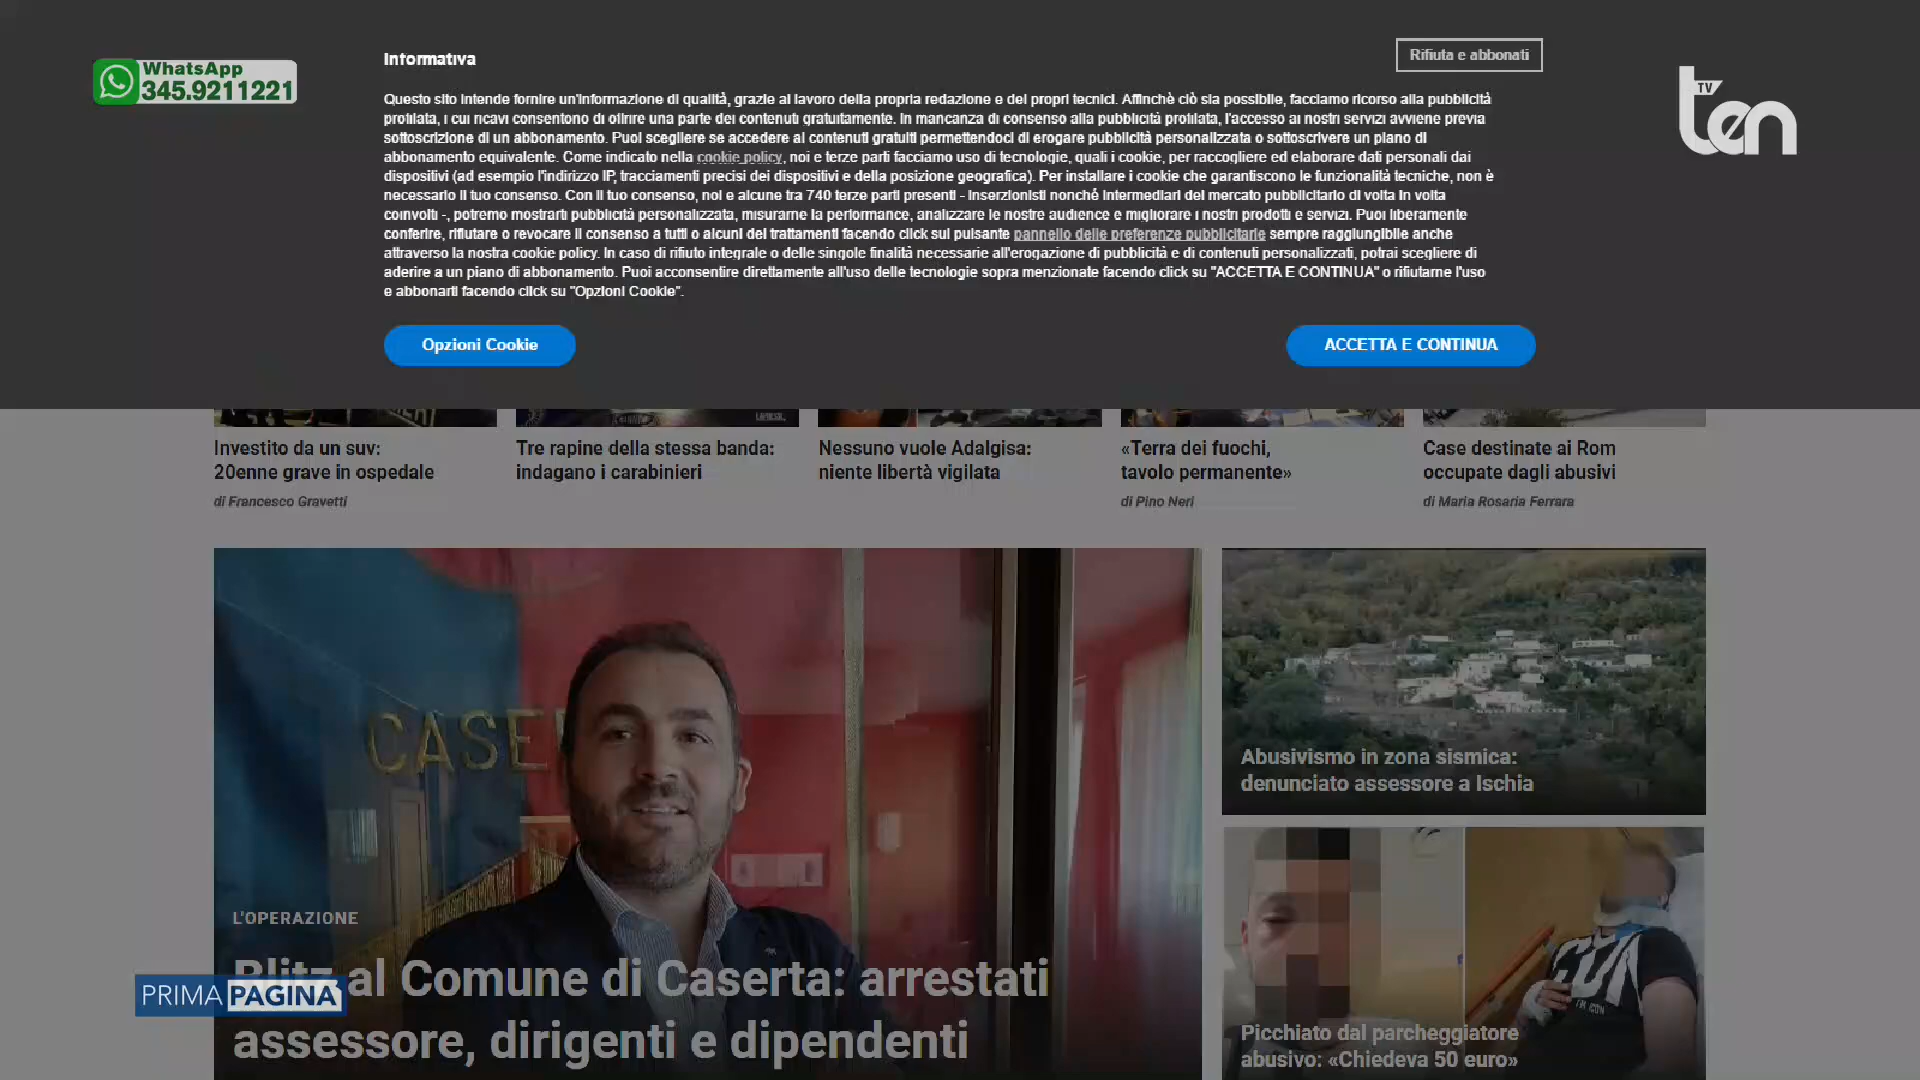 WhatsApp
345.9211221
Informativa
Rifiuta e abbonati
TV
ten
Questo sito intende fornire un'informazione di qualità, grazie al lavoro della propria redazione e dei propri tecnici. Affinchè ciò sia possibile, facciamo ricorso alla pubblicità
profilata, i cui ricavi consentono di offrire una parte dei contenuti gratuitamente. In mancanza di consenso alla pubblicità profilata, l'accesso ai nostri servizi avviene previa
sottoscrizione di un abbonamento. Puoi scegliere se accedere ai contenuti gratuiti permettendoci di erogare pubblicità personalizzata o sottoscrivere un piano di
abbonamento equivalente. Come indicato nella cookie policy, noi e terze parti facciamo uso di tecnologie, quali i cookie, per raccogliere ed elaborare dati personali dai
dispositivi (ad esempio l'indirizzo IP, tracciamenti precisi dei dispositivi e della posizione geografica). Per installare i cookie che garantiscono le funzionalità tecniche, non è
necessario il tuo consenso. Con il tuo consenso, noi e alcune tra 740 terze parti presenti - inserzionisti nonché intermediari del mercato pubblicitario di volta in volta
coinvolti -, potremo mostrarti pubblicità personalizzata, misurarne la performance, analizzare le nostre audience e migliorare i nostri prodotti e servizi. Puoi liberamente
conferire, rifiutare o revocare il consenso a tutti o alcuni dei trattamenti facendo click sul pulsante pannello delle preferenze pubblicitarie sempre raggiungibile anche
attraverso la nostra cookie policy. In caso di rifiuto integrale o delle singole finalità necessarie all'erogazione di pubblicità e di contenuti personalizzati, potrai scegliere di
aderire a un piano di abbonamento. Puoi acconsentire direttamente all'uso delle tecnologie sopra menzionate facendo click su "ACCETTA E CONTINUA" o rifiutarne l'uso
e abbonarti facendo click su "Opzioni Cookie".
Opzioni Cookie
ACCETTA E CONTINUA
Investito da un suv:
20enne grave in ospedale
di Francesco Gravetti
Tre rapine della stessa banda:
indagano i carabinieri
Nessuno vuole Adalgisa:
niente libertà vigilata
«Terra dei fuochi,
tavolo permanente»
di Pino Neri
Case destinate ai Rom
occupate dagli abusivi
di Maria Rosaria Ferrara
CASE
L'OPERAZIONE
Blitz al Comune di Caserta: arrestati
assessore, dirigenti e dipendenti
PRIMA PAGINA
Abusivismo in zona sismica:
denunciato assessore a Ischia
Picchiato dal parcheggiatore
abusivo: «Chiedeva 50 euro»